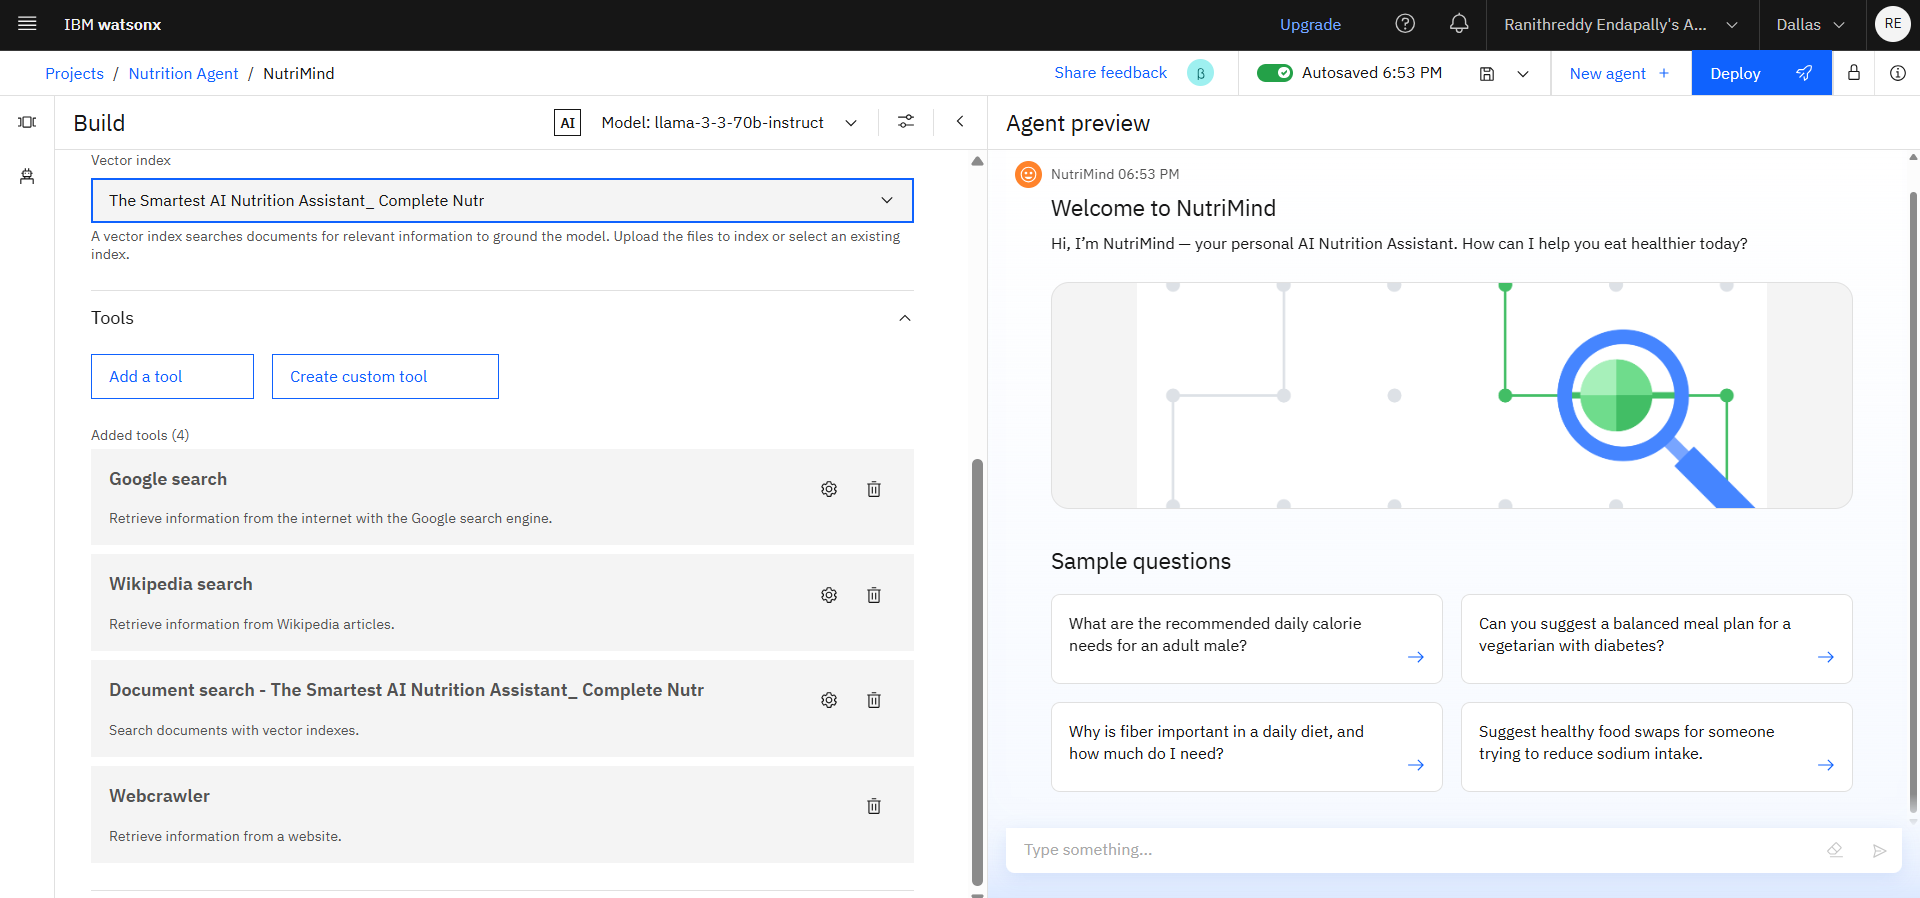 IBM watsonx
Upgrade
Ranithreddy Endapally's A...
Dallas
RE
Projects / Nutrition Agent / NutriMind
Share feedback
β
Autosaved 6:53 PM
New agent +
Deploy
Build
AI
Model: llama-3-3-70b-instruct
Vector index
The Smartest AI Nutrition Assistant_ Complete Nutr
A vector index searches documents for relevant information to ground the model. Upload the files to index or select an existing
index.
Tools
Add a tool
Create custom tool
Added tools (4)
Google search
Retrieve information from the internet with the Google search engine.
Wikipedia search
Retrieve information from Wikipedia articles.
Document search - The Smartest AI Nutrition Assistant_ Complete Nutr
Search documents with vector indexes.
Webcrawler
Retrieve information from a website.
Agent preview
NutriMind 06:53 PM
Welcome to NutriMind
Hi, I’m NutriMind — your personal AI Nutrition Assistant. How can I help you eat healthier today?
Sample questions
What are the recommended daily calorie
needs for an adult male?
Can you suggest a balanced meal plan for a
vegetarian with diabetes?
Why is fiber important in a daily diet, and
how much do I need?
Suggest healthy food swaps for someone
trying to reduce sodium intake.
Type something...